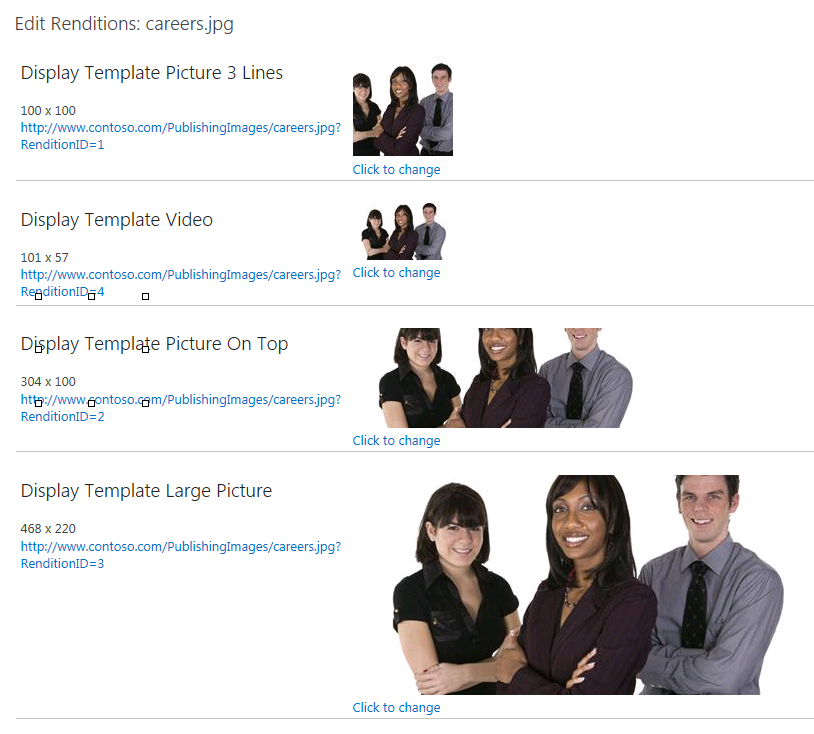 Edit Renditions: careers.jpg
Display Template Picture 3 Lines
100 x 100
http://www.contoso.com/PublishingImages/careers.jpg?
RenditionID=1
Click to change
Display Template Video
101 x 57
http://www.contoso.com/PublishingImages/careers.jpg?
RenditionID=4
Click to change
Display Template Picture On Top
304 x 100
http://www.contoso.com/PublishingImages/careers.jpg?
RenditionID=2
Click to change
Display Template Large Picture
468 x 220
http://www.contoso.com/PublishingImages/careers.jpg?
RenditionID=3
Click to change